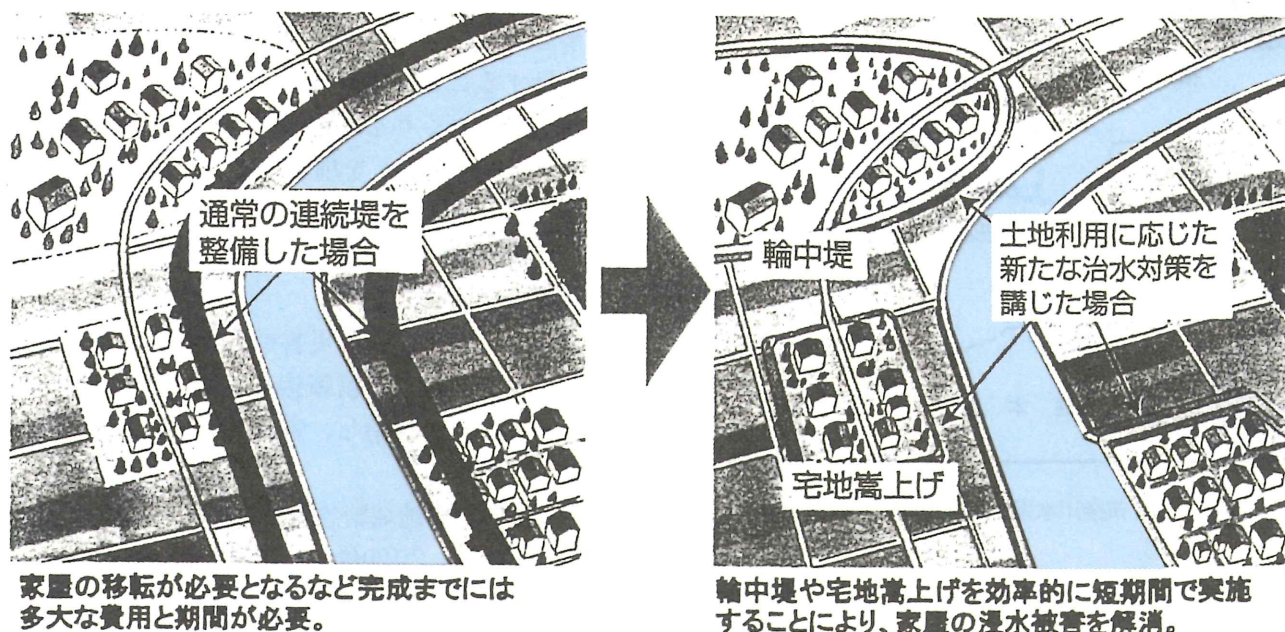 通常の連続堤を
整備した場合
家屋の移転が必要となるなど完成までには
多大な費用と期間が必要。
輪中堤
土地利用に応じた
新たな治水対策を
講じた場合
宅地嵩上げ
輪中堤や宅地嵩上げを効率的に短期間で実施
することにより、家屋の浸水被害を解消。